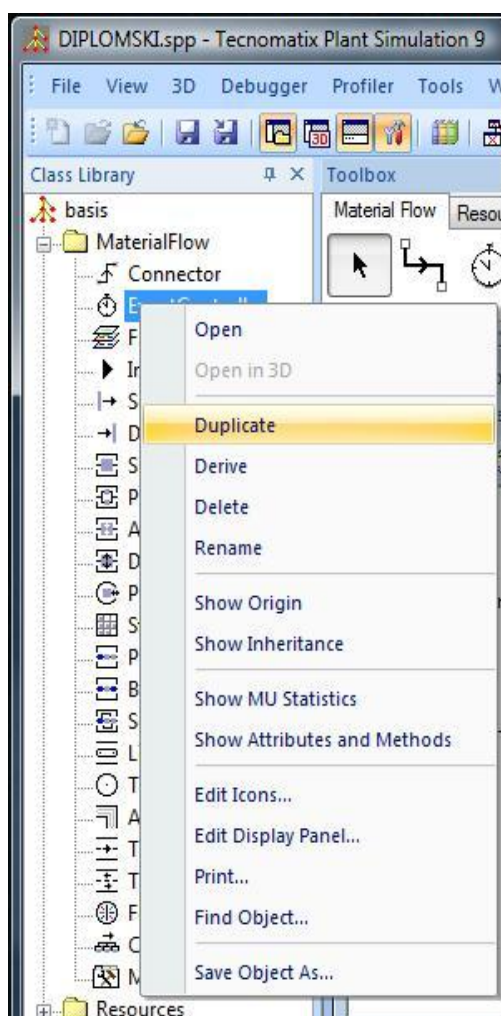 DIPLOMSKI.spp - Tecnomatix Plant Simulation 9
File View 3D Debugger Profiler Tools
Class Library
Toolbox
basis
Material Flow
MaterialFlow
Connector
Open
Open in 3D
Duplicate
Derive
Delete
Rename
Show Origin
Show Inheritance
Show MU Statistics
Show Attributes and Methods
Edit Icons...
Edit Display Panel...
Print...
Find Object...
Save Object As...
Resources